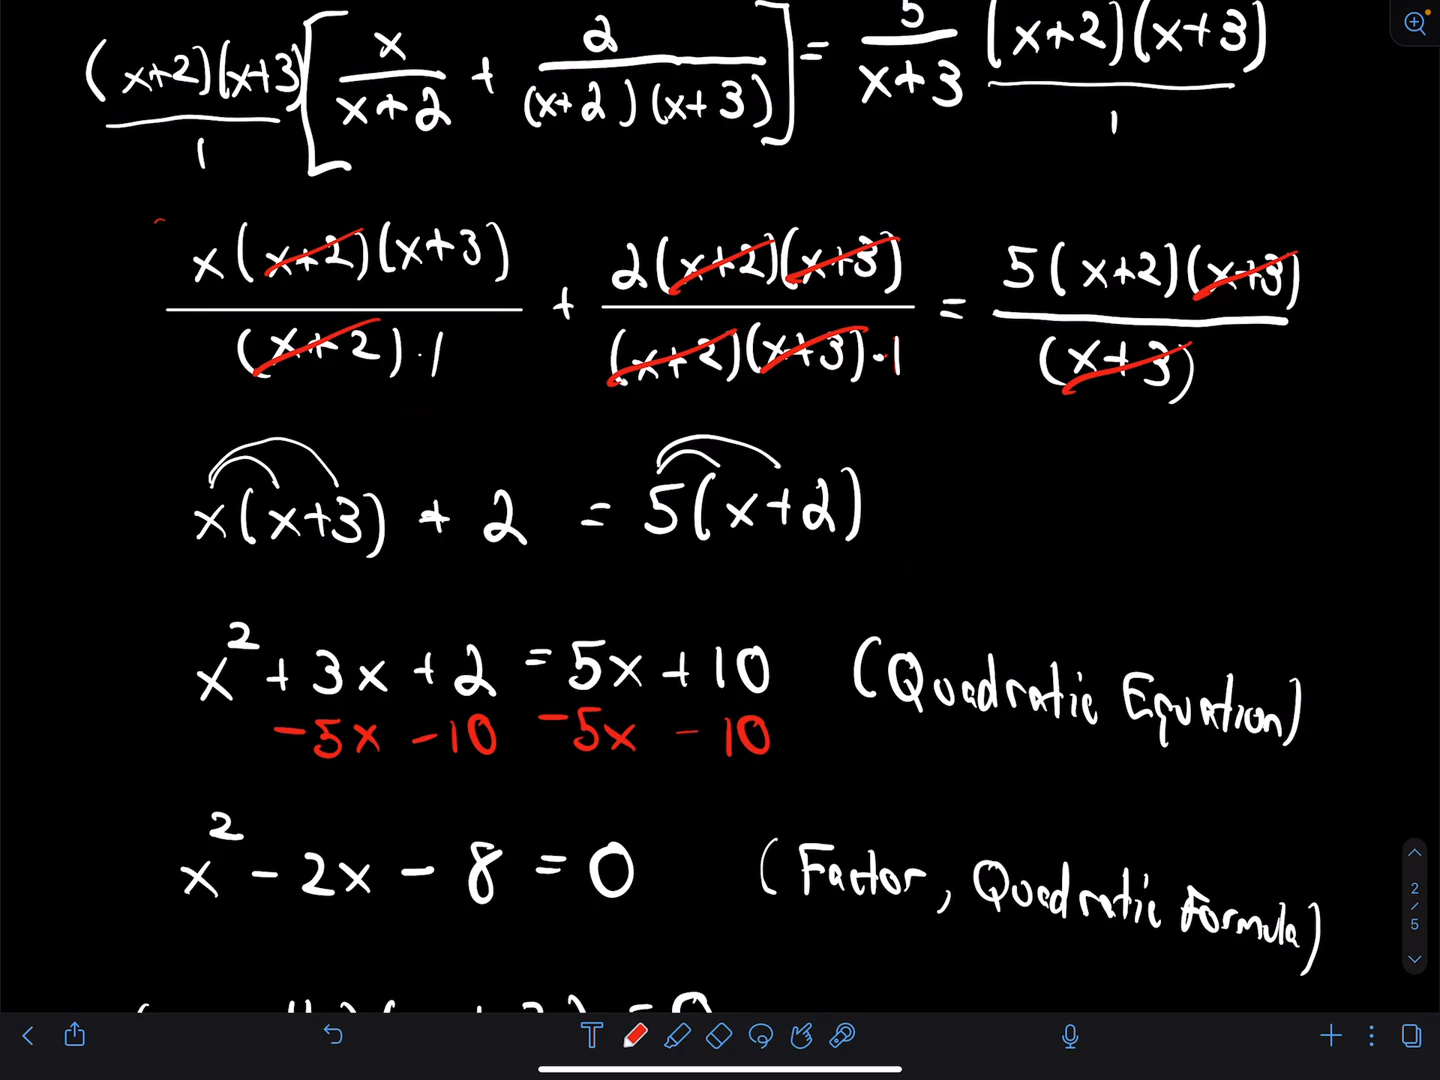 (x+2)(x+3)/1 [ x/(x+2) + 2/((x+2)(x+3)) ] = 5/(x+3) (x+2)(x+3)/1
x(x+2)(x+3)/((x+2)·1) + 2(x+2)(x+3)/((x+2)(x+3)·1) = 5(x+2)(x+3)/(x+3)
x(x+3) + 2 = 5(x+2)
x² + 3x + 2 = 5x + 10 (Quadratic Equation)
-5x -10 -5x - 10
x² - 2x - 8 = 0 (Factor, Quadratic Formula)
2
/
5
T